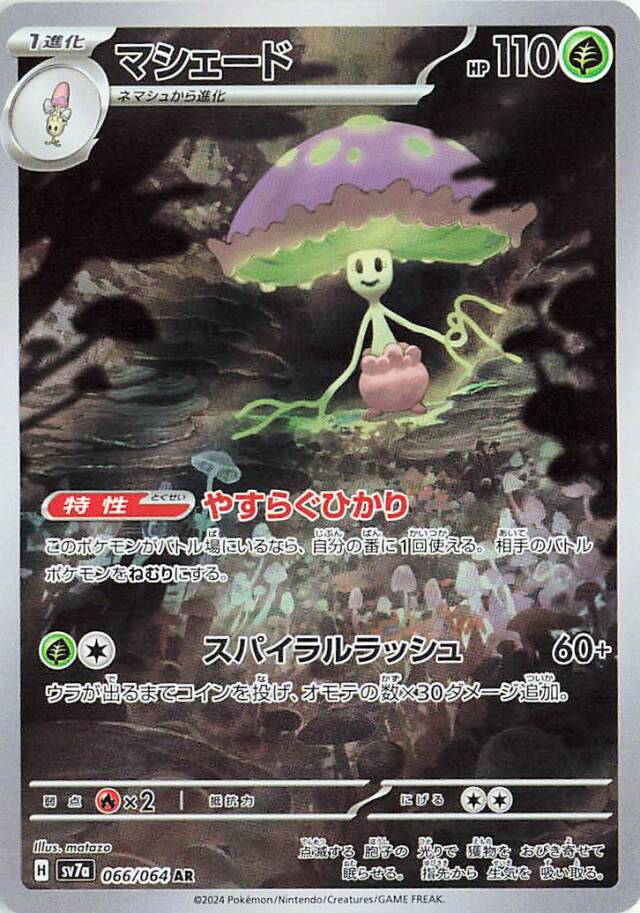 1進化
マシェード
HP 110
ネマシュから進化
特性
とくせい
やすらぐひかり
このポケモンがバトル場にいるなら、自分の番に1回使える。相手のバトル
ポケモンをねむりにする。
スパイラルラッシュ 60+
ウラが出るまでコインを投げ、オモテの数×30ダメージ追加。
弱点 ×2 抵抗力 にげる
Illus. matazo
H sv7a 066/064 AR
点滅する 胞子の 光りで 獲物を おびき寄せて
眠らせる。指先から 生気を 吸い取る。
©2024 Pokémon/Nintendo/Creatures/GAME FREAK.